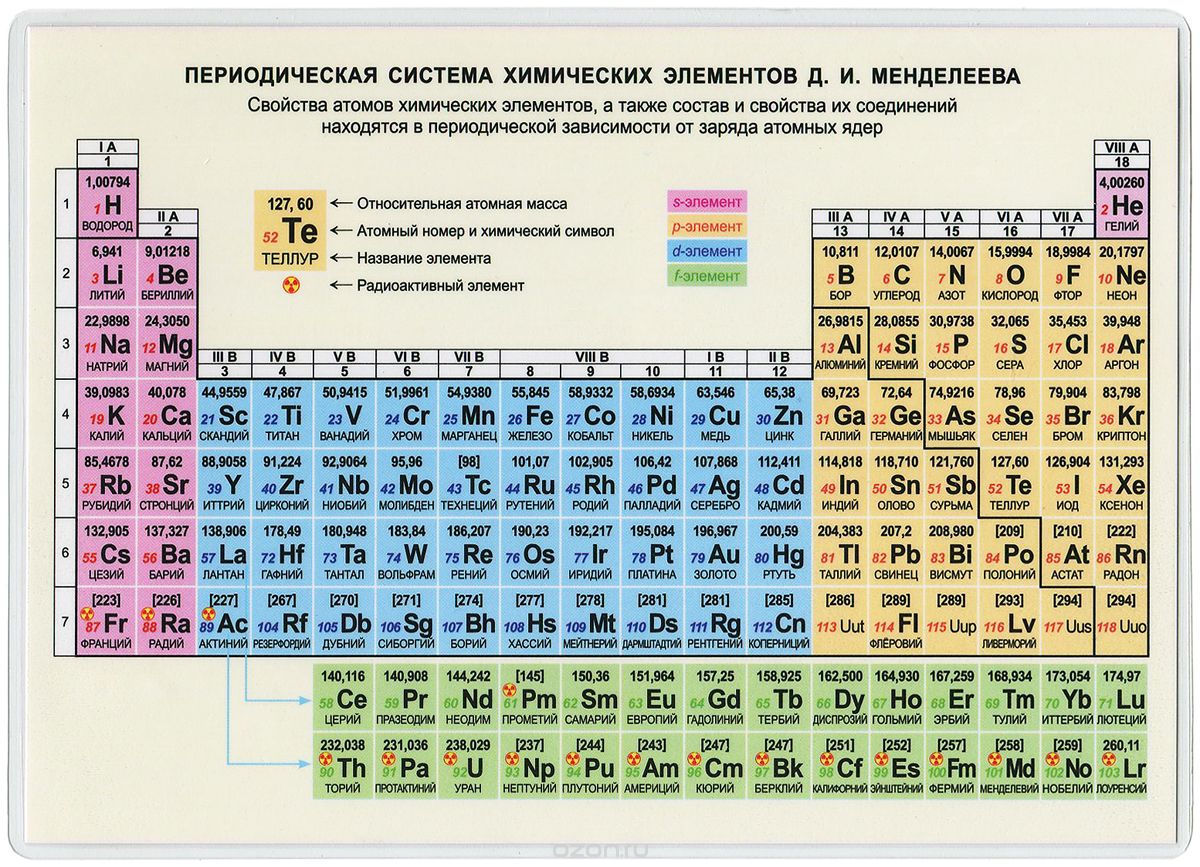 ПЕРИОДИЧЕСКАЯ СИСТЕМА ХИМИЧЕСКИХ ЭЛЕМЕНТОВ Д. И. МЕНДЕЛЕЕВА
Свойства атомов химических элементов, а также состав и свойства их соединений
находятся в периодической зависимости от заряда атомных ядер
I A VIII A
1 18
1,00794 4,00260
1 1 H 2 He
ВОДОРОД ГЕЛИЙ
127, 60 Относительная атомная масса
52 Te Атомный номер и химический символ
ТЕЛЛУР Название элемента
Радиоактивный элемент
s-элемент
p-элемент
d-элемент
f-элемент
II A III A IV A V A VI A VII A
2 13 14 15 16 17
6,941 9,01218 10,811 12,0107 14,0067 15,9994 18,9984 20,1797
2 3 Li 4 Be 5 B 6 C 7 N 8 O 9 F 10 Ne
ЛИТИЙ БЕРИЛЛИЙ БОР УГЛЕРОД АЗОТ КИСЛОРОД ФТОР НЕОН
22,9898 24,3050 26,9815 28,0855 30,9738 32,065 35,453 39,948
3 11 Na 12 Mg 13 Al 14 Si 15 P 16 S 17 Cl 18 Ar
НАТРИЙ МАГНИЙ АЛЮМИНИЙ КРЕМНИЙ ФОСФОР СЕРА ХЛОР АРГОН
III B IV B V B VI B VII B VIII B I B II B
3 4 5 6 7 8 9 10 11 12
39,0983 40,078 44,9559 47,867 50,9415 51,9961 54,9380 55,845 58,9332 58,6934 63,546 65,38 69,723 72,64 74,9216 78,96 79,904 83,798
4 19 K 20 Ca 21 Sc 22 Ti 23 V 24 Cr 25 Mn 26 Fe 27 Co 28 Ni 29 Cu 30 Zn 31 Ga 32 Ge 33 As 34 Se 35 Br 36 Kr
КАЛИЙ КАЛЬЦИЙ СКАНДИЙ ТИТАН ВАНАДИЙ ХРОМ МАРГАНЕЦ ЖЕЛЕЗО КОБАЛЬТ НИКЕЛЬ МЕДЬ ЦИНК ГАЛЛИЙ ГЕРМАНИЙ МЫШЬЯК СЕЛЕН БРОМ КРИПТОН
85,4678 87,62 88,9058 91,224 92,9064 95,96 [98] 101,07 102,905 106,42 107,868 112,411 114,818 118,710 121,760 127,60 126,904 131,293
5 37 Rb 38 Sr 39 Y 40 Zr 41 Nb 42 Mo 43 Tc 44 Ru 45 Rh 46 Pd 47 Ag 48 Cd 49 In 50 Sn 51 Sb 52 Te 53 I 54 Xe
РУБИДИЙ СТРОНЦИЙ ИТТРИЙ ЦИРКОНИЙ НИОБИЙ МОЛИБДЕН ТЕХНЕЦИЙ РУТЕНИЙ РОДИЙ ПАЛЛАДИЙ СЕРЕБРО КАДМИЙ ИНДИЙ ОЛОВО СУРЬМА ТЕЛЛУР ИОД КСЕНОН
132,905 137,327 138,906 178,49 180,948 183,84 186,207 190,23 192,217 195,084 196,967 200,59 204,383 207,2 208,980 [209] [210] [222]
6 55 Cs 56 Ba 57 La 72 Hf 73 Ta 74 W 75 Re 76 Os 77 Ir 78 Pt 79 Au 80 Hg 81 Tl 82 Pb 83 Bi 84 Po 85 At 86 Rn
ЦЕЗИЙ БАРИЙ ЛАНТАН ГАФНИЙ ТАНТАЛ ВОЛЬФРАМ РЕНИЙ ОСМИЙ ИРИДИЙ ПЛАТИНА ЗОЛОТО РТУТЬ ТАЛЛИЙ СВИНЕЦ ВИСМУТ ПОЛОНИЙ АСТАТ РАДОН
[223] [226] [227] [267] [270] [271] [274] [277] [278] [281] [281] [285] [286] [289] [289] [293] [294] [294]
7 87 Fr 88 Ra 89 Ac 104 Rf 105 Db 106 Sg 107 Bh 108 Hs 109 Mt 110 Ds 111 Rg 112 Cn 113 Uut 114 Fl 115 Uup 116 Lv 117 Uus 118 Uuo
ФРАНЦИЙ РАДИЙ АКТИНИЙ РЕЗЕРФОРДИЙ ДУБНИЙ СИБОРГИЙ БОРИЙ ХАССИЙ МЕЙТНЕРИЙ ДАРМШТАДТИЙ РЕНТГЕНИЙ КОПЕРНИЦИЙ ФЛЁРОВИЙ ЛИВЕРМОРИЙ
140,116 140,908 144,242 [145] 150,36 151,964 157,25 158,925 162,500 164,930 167,259 168,934 173,054 174,97
58 Ce 59 Pr 60 Nd 61 Pm 62 Sm 63 Eu 64 Gd 65 Tb 66 Dy 67 Ho 68 Er 69 Tm 70 Yb 71 Lu
ЦЕРИЙ ПРАЗЕОДИМ НЕОДИМ ПРОМЕТИЙ САМАРИЙ ЕВРОПИЙ ГАДОЛИНИЙ ТЕРБИЙ ДИСПРОЗИЙ ГОЛЬМИЙ ЭРБИЙ ТУЛИЙ ИТТЕРБИЙ ЛЮТЕЦИЙ
232,038 231,036 238,029 [237] [244] [243] [247] [247] [251] [252] [257] [258] [259] 260,11
90 Th 91 Pa 92 U 93 Np 94 Pu 95 Am 96 Cm 97 Bk 98 Cf 99 Es 100 Fm 101 Md 102 No 103 Lr
ТОРИЙ ПРОТАКТИНИЙ УРАН НЕПТУНИЙ ПЛУТОНИЙ АМЕРИЦИЙ КЮРИЙ БЕРКЛИЙ КАЛИФОРНИЙ ЭЙНШТЕЙНИЙ ФЕРМИЙ МЕНДЕЛЕВИЙ НОБЕЛИЙ ЛОУРЕНСИЙ
ozon.ru